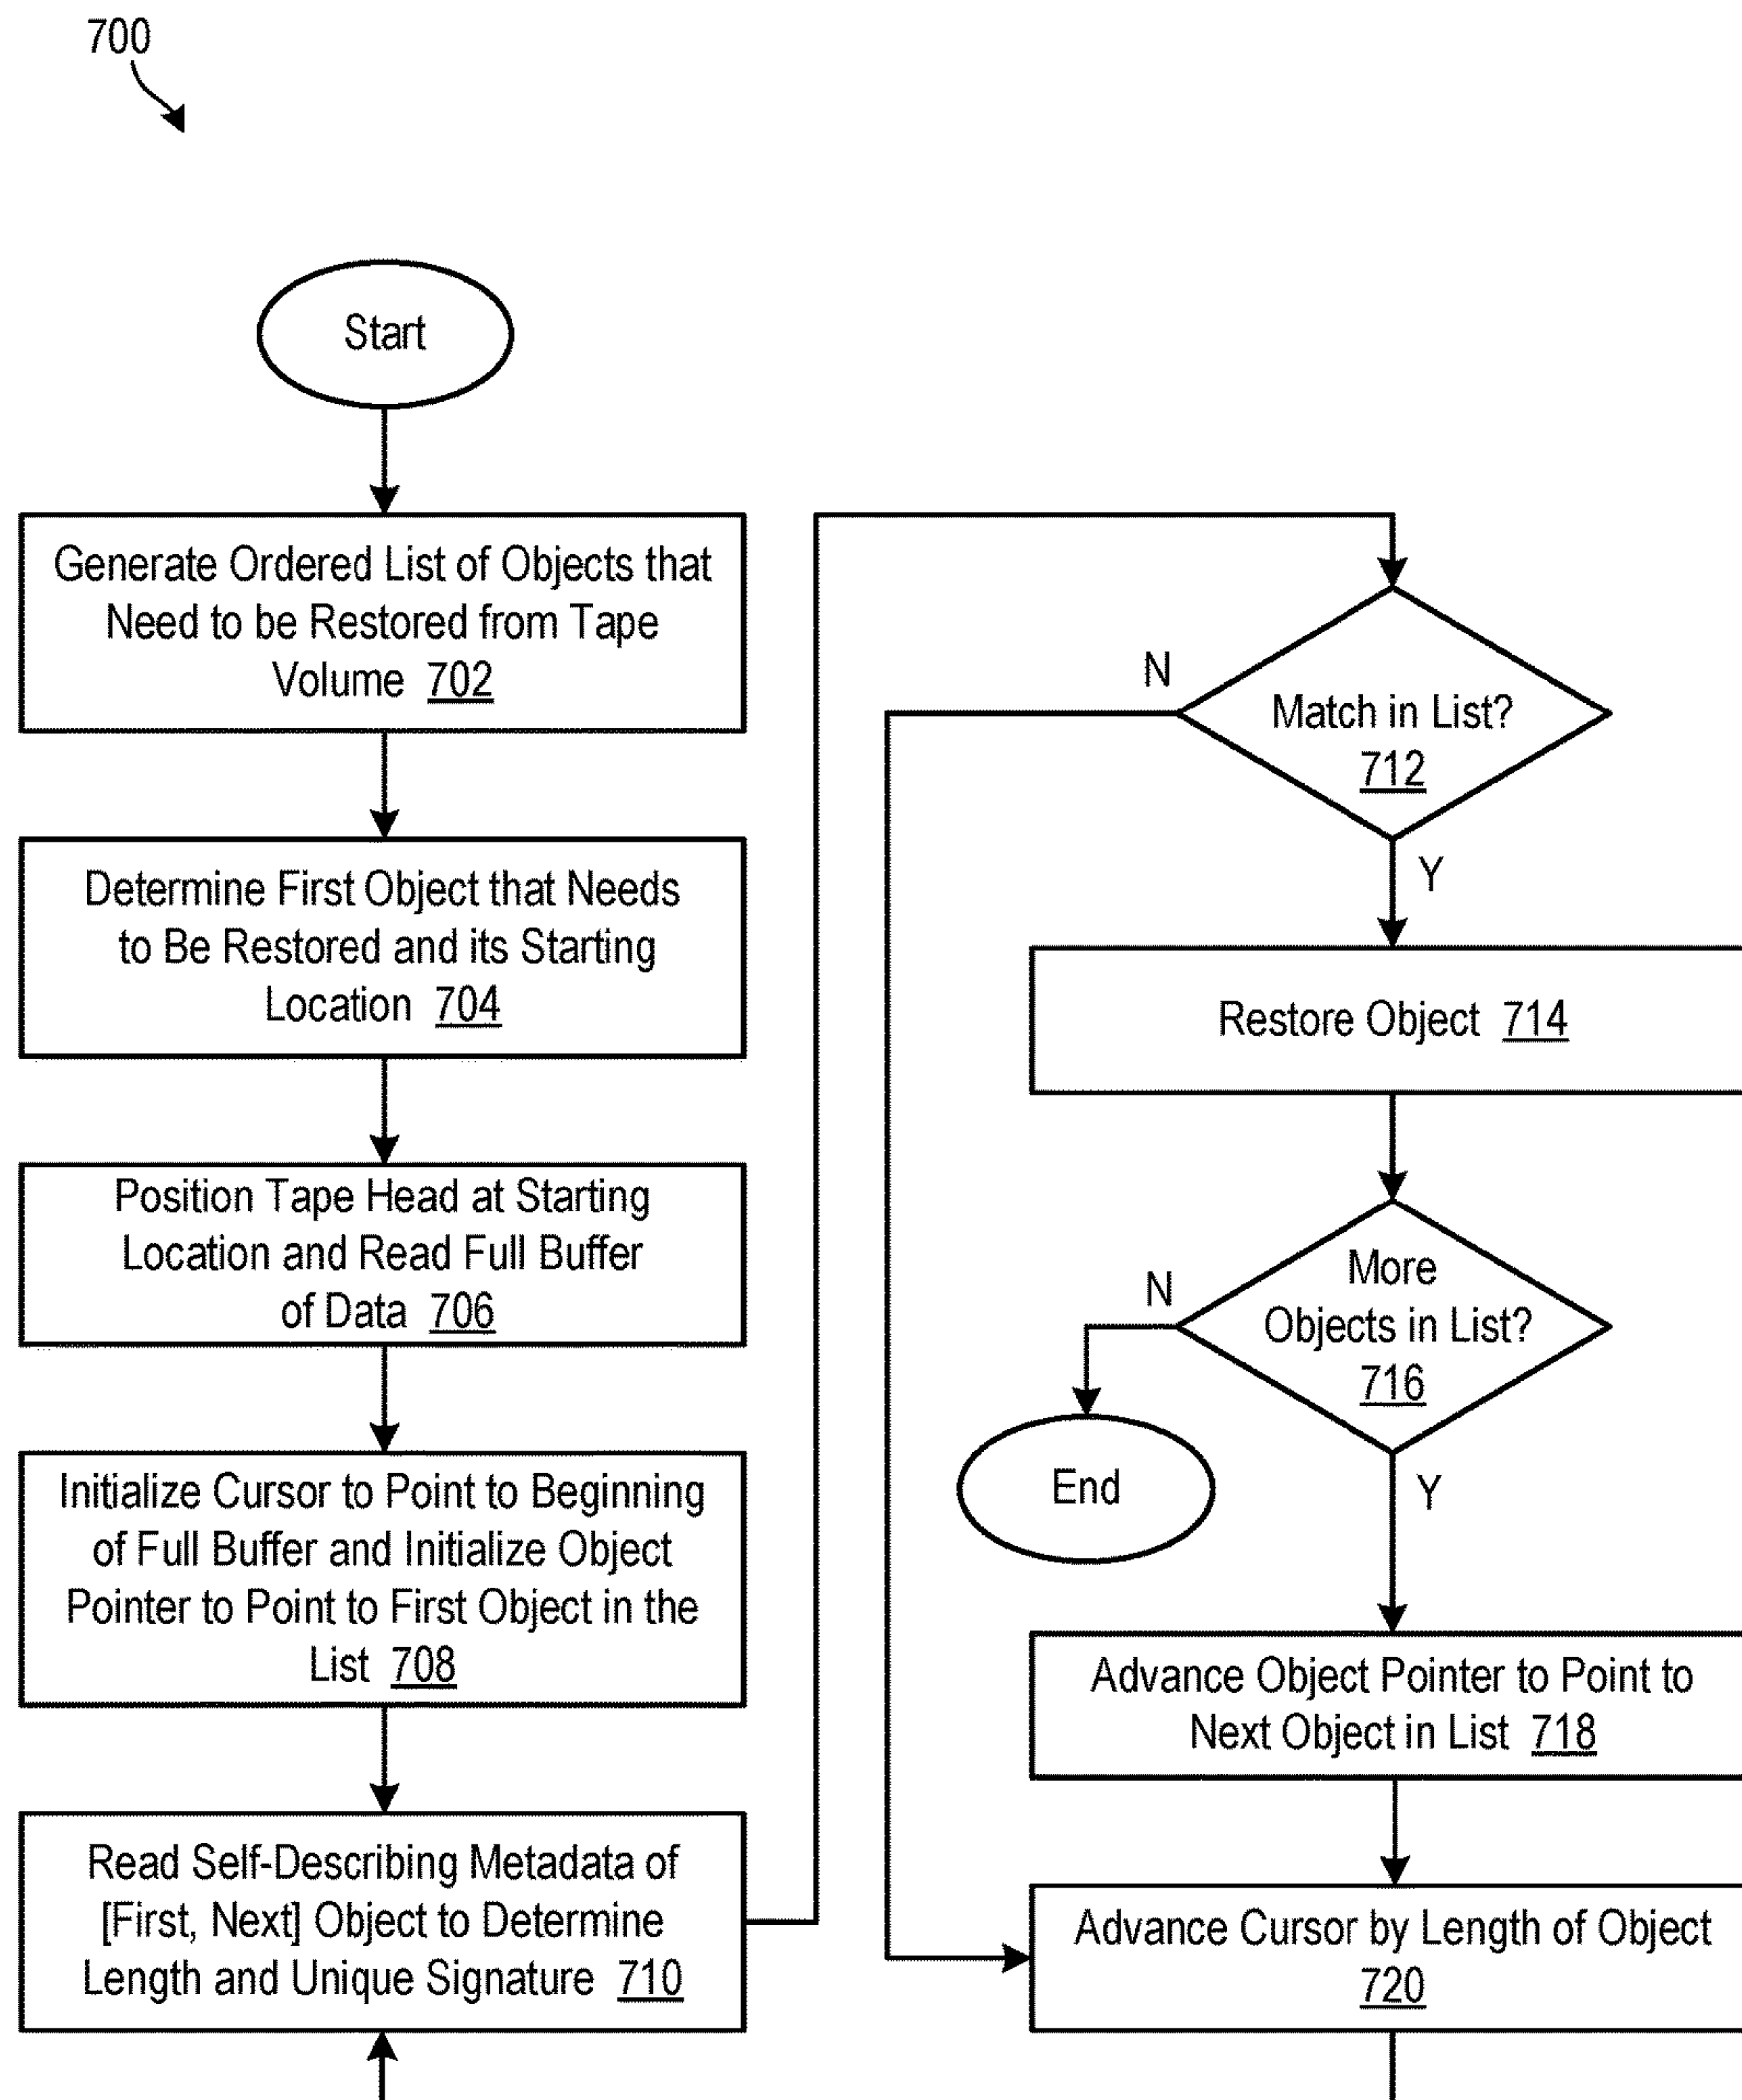 700
Start
Generate Ordered List of Objects that
Need to be Restored from Tape
Volume 702
Determine First Object that Needs
to Be Restored and its Starting
Location 704
Position Tape Head at Starting
Location and Read Full Buffer
of Data 706
Initialize Cursor to Point to Beginning
of Full Buffer and Initialize Object
Pointer to Point to First Object in the
List 708
Read Self-Describing Metadata of
[First, Next] Object to Determine
Length and Unique Signature 710
N
Match in List?
712
Y
Restore Object 714
N
More
Objects in List?
716
End
Y
Advance Object Pointer to Point to
Next Object in List 718
Advance Cursor by Length of Object
720